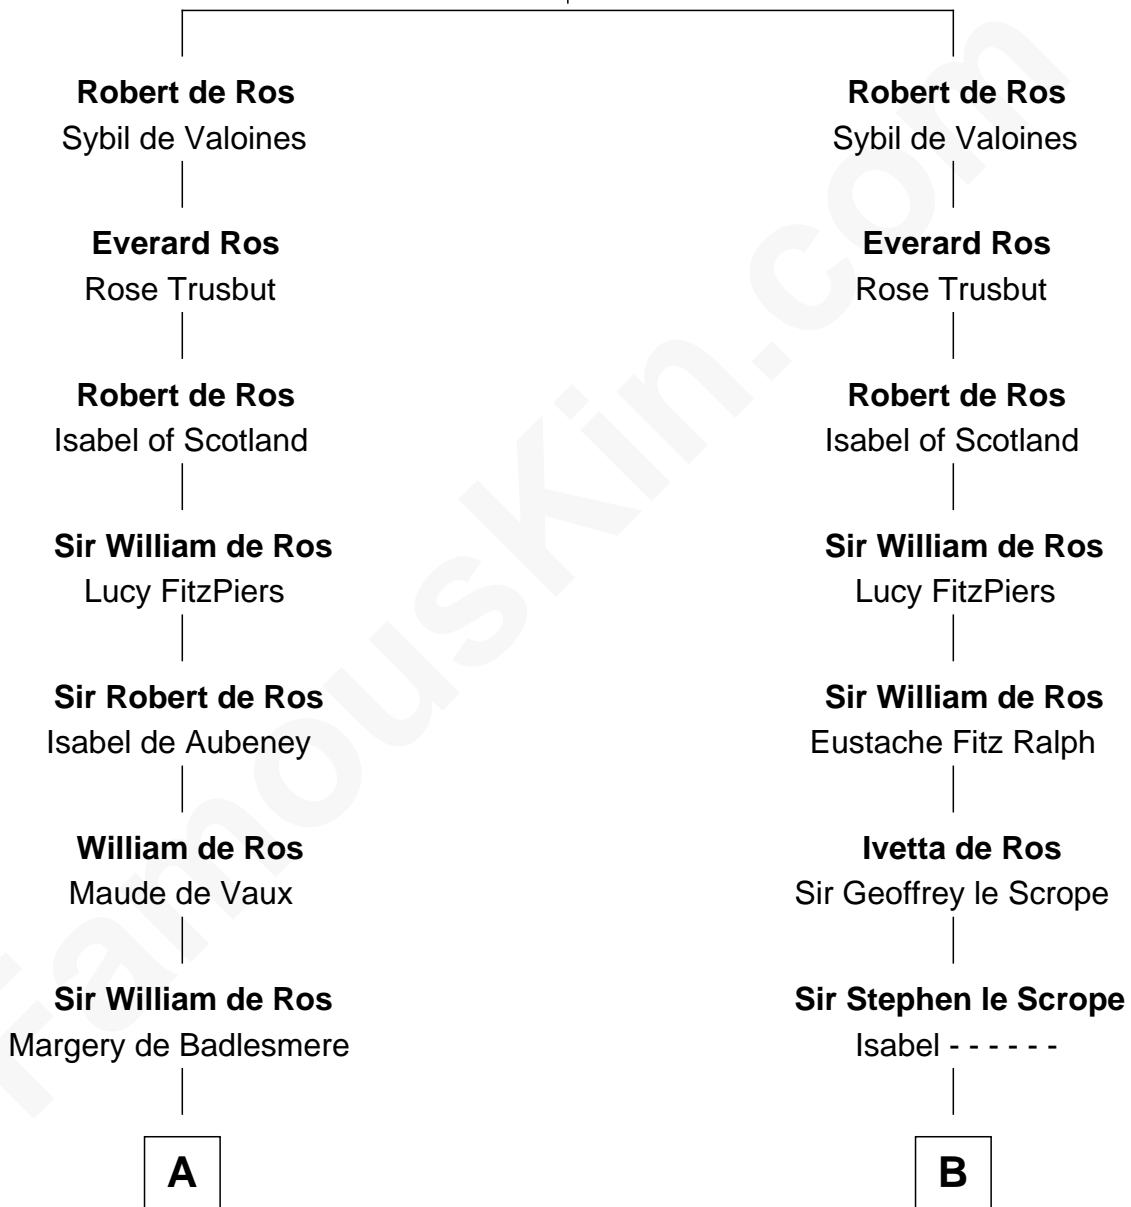 Robert de Ros
Sybil de Valoines
Everard Ros
Rose Trusbut
Robert de Ros
Isabel of Scotland
Sir William de Ros
Lucy FitzPiers
Sir Robert de Ros
Isabel de Aubeney
William de Ros
Maude de Vaux
Sir William de Ros
Margery de Badlesmere
A
Robert de Ros
Sybil de Valoines
Everard Ros
Rose Trusbut
Robert de Ros
Isabel of Scotland
Sir William de Ros
Lucy FitzPiers
Sir William de Ros
Eustache Fitz Ralph
Ivetta de Ros
Sir Geoffrey le Scrope
Sir Stephen le Scrope
Isabel - - - - - -
B
FamousKin.com